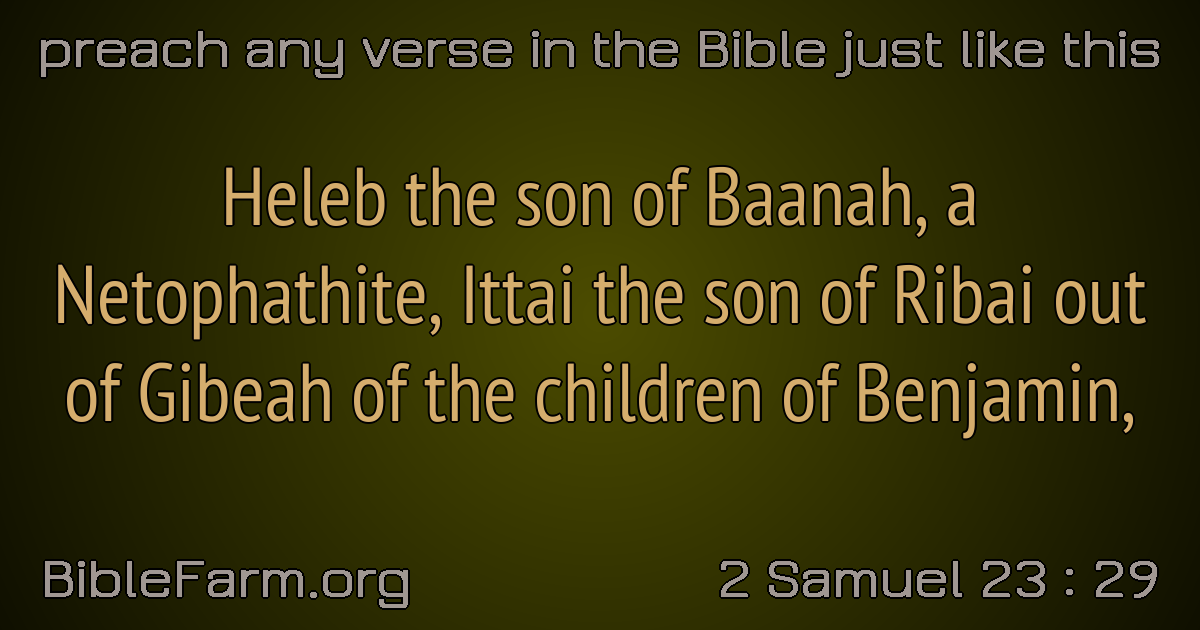 preach any verse in the Bible just like this
Heleb the son of Baanah, a
Netophathite, Ittai the son of Ribai out
of Gibeah of the children of Benjamin,
BibleFarm.org
2 Samuel 23 : 29